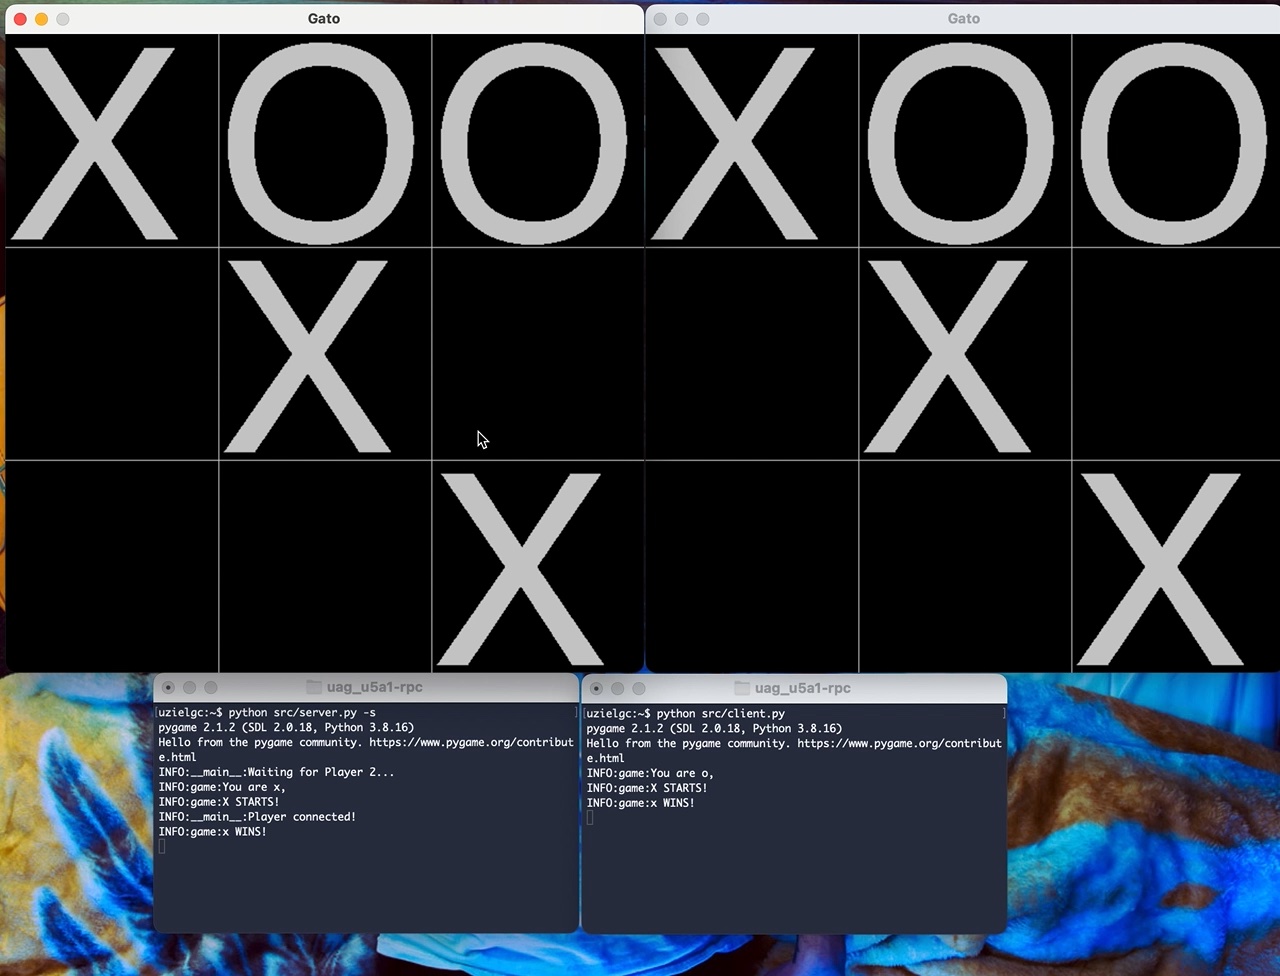 Gato
X O O
X
X
Gato
X O O
X
X
uag_u5a1-rpc
uzielgc:~$ python src/server.py -s
pygame 2.1.2 (SDL 2.0.18, Python 3.8.16)
Hello from the pygame community. https://www.pygame.org/contribut
e.html
INFO:__main__:Waiting for Player 2...
INFO:game:You are x,
INFO:game:X STARTS!
INFO:__main__:Player connected!
INFO:game:x WINS!
uag_u5a1-rpc
uzielgc:~$ python src/client.py
pygame 2.1.2 (SDL 2.0.18, Python 3.8.16)
Hello from the pygame community. https://www.pygame.org/contribut
e.html
INFO:game:You are o,
INFO:game:X STARTS!
INFO:game:x WINS!